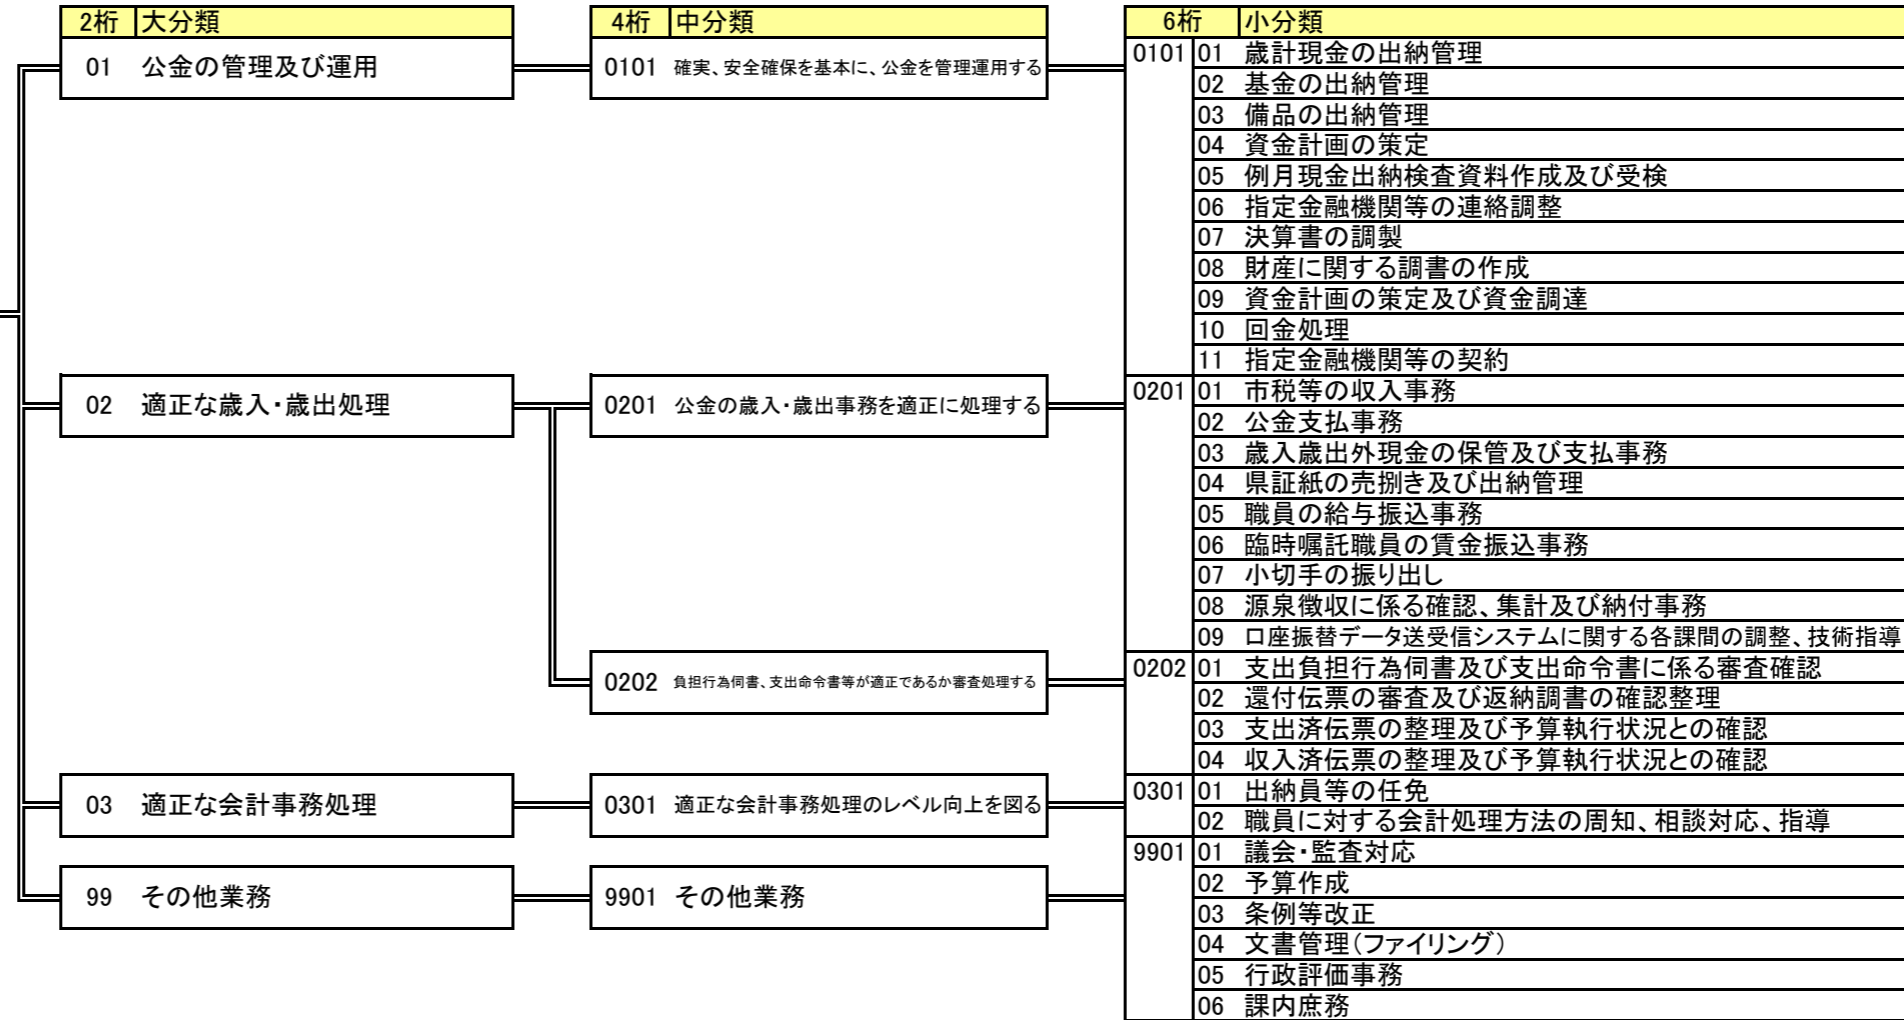 2桁 大分類 4桁 中分類 6桁 小分類
01 公金の管理及び運用 0101 確実、安全確保を基本に、公金を管理運用する 0101 01 歳計現金の出納管理
02 基金の出納管理
03 備品の出納管理
04 資金計画の策定
05 例月現金出納検査資料作成及び受検
06 指定金融機関等の連絡調整
07 決算書の調製
08 財産に関する調書の作成
09 資金計画の策定及び資金調達
10 回金処理
11 指定金融機関等の契約
02 適正な歳入・歳出処理 0201 公金の歳入・歳出事務を適正に処理する 0201 01 市税等の収入事務
02 公金支払事務
03 歳入歳出外現金の保管及び支払事務
04 県証紙の売捌き及び出納管理
05 職員の給与振込事務
06 臨時嘱託職員の賃金振込事務
07 小切手の振り出し
08 源泉徴収に係る確認、集計及び納付事務
09 口座振替データ送受信システムに関する各課間の調整、技術指導
0202 負担行為伺書、支出命令書等が適正であるか審査処理する 0202 01 支出負担行為伺書及び支出命令書に係る審査確認
02 還付伝票の審査及び返納調書の確認整理
03 支出済伝票の整理及び予算執行状況との確認
04 収入済伝票の整理及び予算執行状況との確認
03 適正な会計事務処理 0301 適正な会計事務処理のレベル向上を図る 0301 01 出納員等の任免
02 職員に対する会計処理方法の周知、相談対応、指導
99 その他業務 9901 その他業務 9901 01 議会・監査対応
02 予算作成
03 条例等改正
04 文書管理(ファイリング)
05 行政評価事務
06 課内庶務